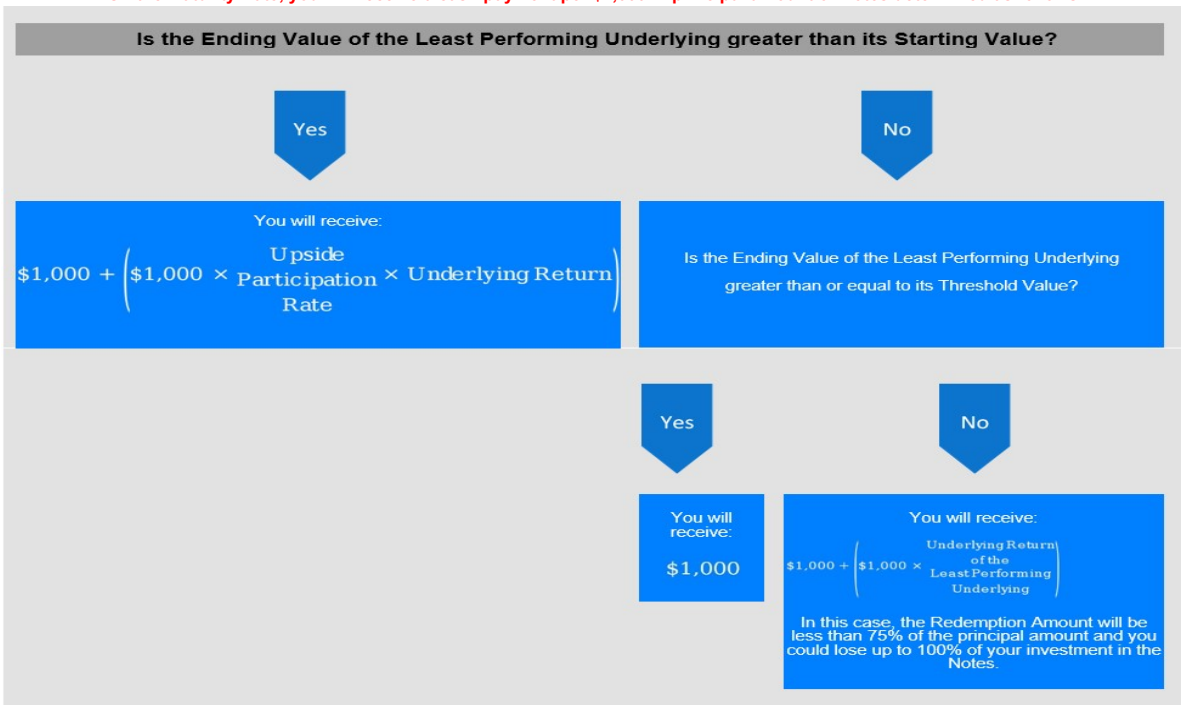 Is the Ending Value of the Least Performing Underlying greater than its Starting Value?
Yes
No
You will receive:
$1,000 + ($1,000 × Upside Participation Rate × Underlying Return)
Is the Ending Value of the Least Performing Underlying
greater than or equal to its Threshold Value?
Yes
No
You will
receive:
$1,000
You will receive:
$1,000 + ($1,000 × Underlying Return of the Least Performing Underlying)
In this case, the Redemption Amount will be
less than 75% of the principal amount and you
could lose up to 100% of your investment in the
Notes.